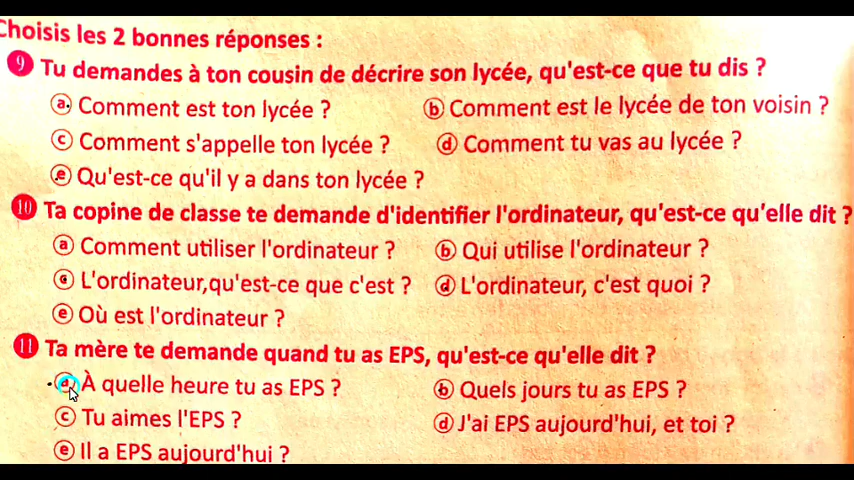 Choisis les 2 bonnes réponses :
9 Tu demandes à ton cousin de décrire son lycée, qu'est-ce que tu dis ?
a Comment est ton lycée ? b Comment est le lycée de ton voisin ?
c Comment s'appelle ton lycée ? d Comment tu vas au lycée ?
e Qu'est-ce qu'il y a dans ton lycée ?
10 Ta copine de classe te demande d'identifier l'ordinateur, qu'est-ce qu'elle dit ?
a Comment utiliser l'ordinateur ? b Qui utilise l'ordinateur ?
c L'ordinateur,qu'est-ce que c'est ? d L'ordinateur, c'est quoi ?
e Où est l'ordinateur ?
11 Ta mère te demande quand tu as EPS, qu'est-ce qu'elle dit ?
a À quelle heure tu as EPS ? b Quels jours tu as EPS ?
c Tu aimes l'EPS ? d J'ai EPS aujourd'hui, et toi ?
e Il a EPS aujourd'hui ?